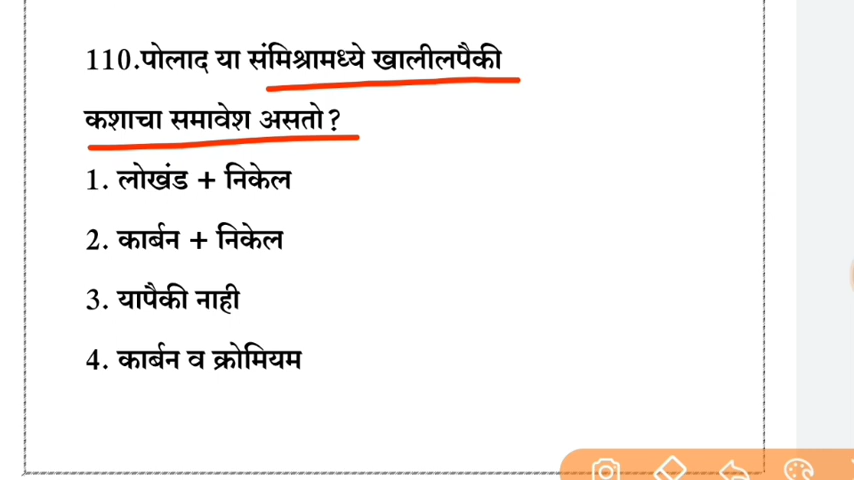 110.पोलाद या संमिश्रामध्ये खालीलपैकी
कशाचा समावेश असतो?
1. लोखंड + निकेल
2. कार्बन + निकेल
3. यापैकी नाही
4. कार्बन व क्रोमियम